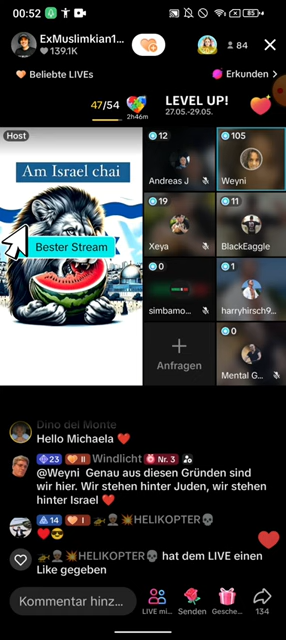 00:52
85%
ExMuslimkian1...
139.1K
84
Beliebte LIVEs
Erkunden >
47/54
2h46m
LEVEL UP!
27.05.-29.05.
Host
Am Israel chai
Bester Stream
12
Andreas J
105
Weyni
19
Xeya
11
BlackEaggle
0
simbamo...
1
harryhirsch9...
+
Anfragen
0
Mental G...
Dino del Monte
Hello Michaela ❤️
23 II Windlicht Nr. 3
@Weyni Genau aus diesen Gründen sind
wir hier. Wir stehen hinter Juden, wir stehen
hinter Israel ❤️
14 I 🚁💥HELIKOPTER💀
❤️😎
🚁💥HELIKOPTER💀 hat dem LIVE einen
Like gegeben
Kommentar hinz...
LIVE mi...
Senden
Gesche...
134